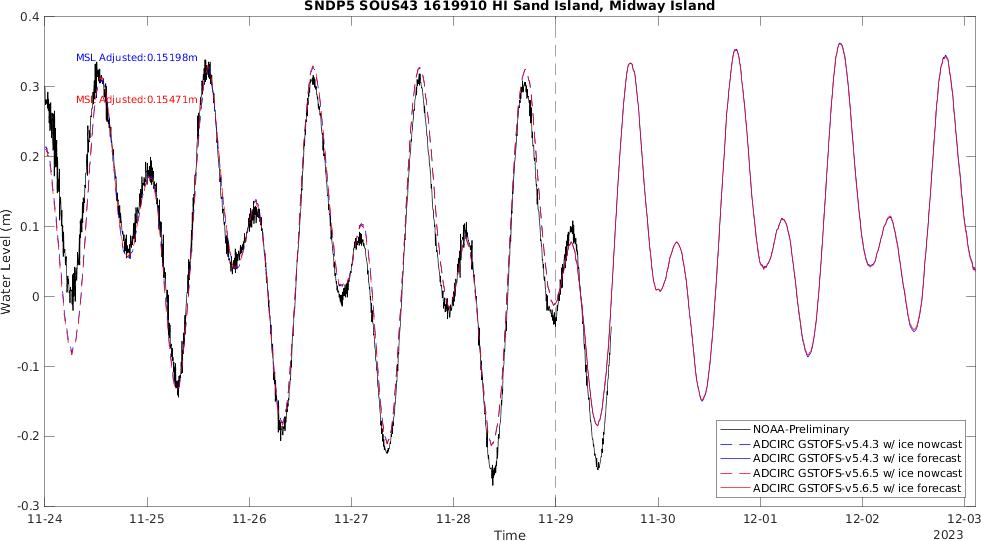 SNDP5 SOUS43 1619910 HI Sand Island, Midway Island
0.4
0.3
0.2
0.1
0
-0.1
-0.2
-0.3
Water Level (m)
MSL Adjusted:0.15198m
MSL Adjusted:0.15471m
NOAA-Preliminary
ADCIRC GSTOFS-v5.4.3 w/ ice nowcast
ADCIRC GSTOFS-v5.4.3 w/ ice forecast
ADCIRC GSTOFS-v5.6.5 w/ ice nowcast
ADCIRC GSTOFS-v5.6.5 w/ ice forecast
11-24 11-25 11-26 11-27 11-28 11-29 11-30 12-01 12-02 12-03
Time
2023